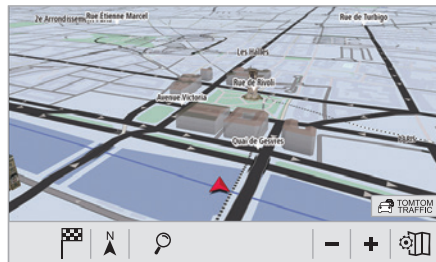 2e Arrondissem
Rue Étienne Marcel
Rue de Turbigo
Les Halles
Rue de Rivoli
Avenue Victoria
Quai de Gesvres
TOMTOM
TRAFFIC
N
- +